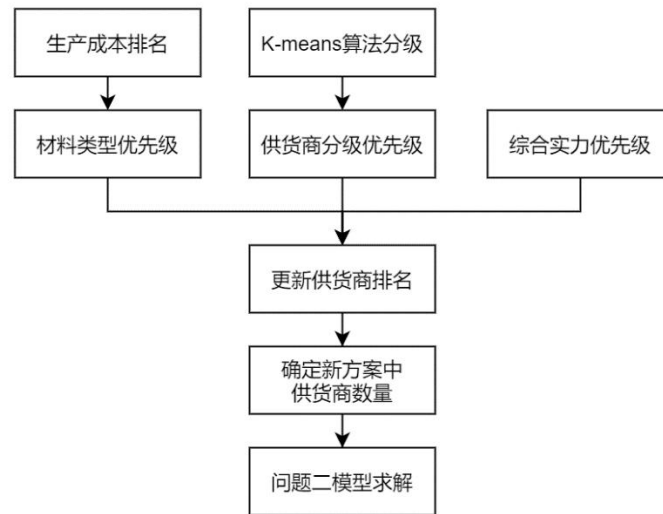 生产成本排名
K-means算法分级
材料类型优先级
供货商分级优先级
综合实力优先级
更新供货商排名
确定新方案中
供货商数量
问题二模型求解